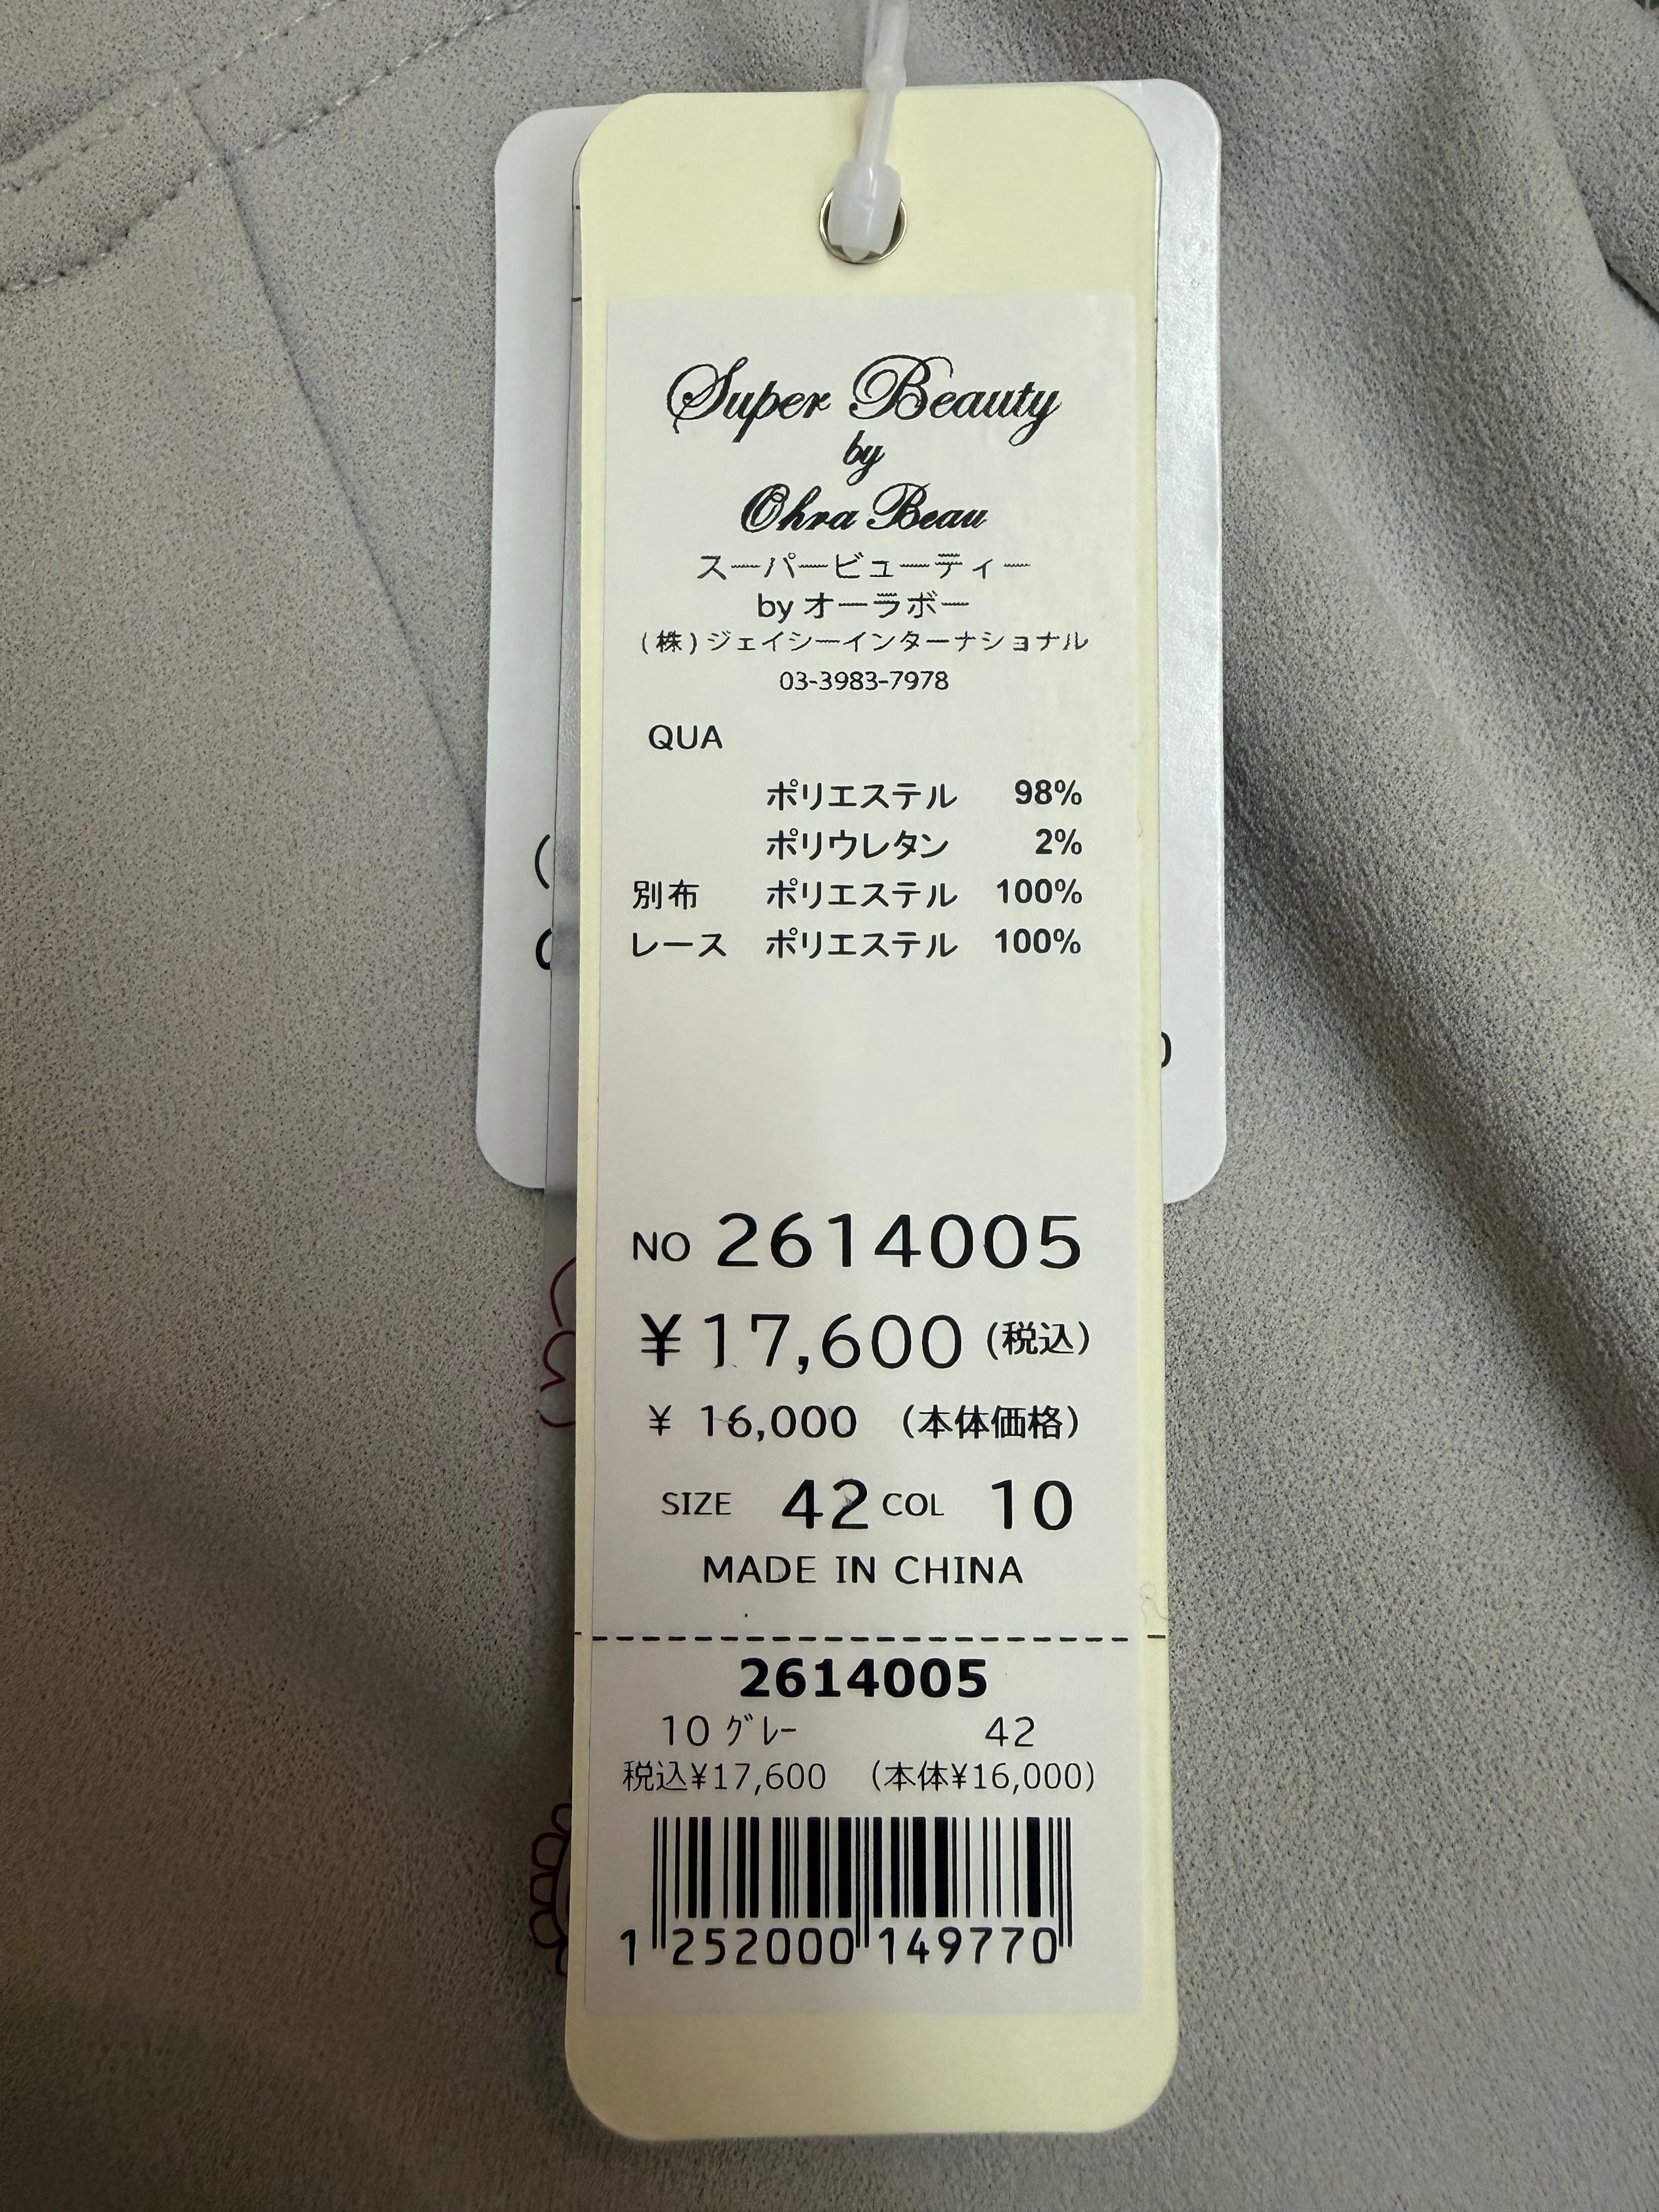 Super Beauty
by
Ohra Beau
スーパービューティー
by オーラボー
(株)ジェイシーインターナショナル
03-3983-7978
QUA
ポリエステル 98%
ポリウレタン 2%
別布 ポリエステル 100%
レース ポリエステル 100%
NO 2614005
¥17,600 (税込)
¥ 16,000 (本体価格)
SIZE 42 COL 10
MADE IN CHINA
2614005
10 グレー 42
税込¥17,600 (本体¥16,000)
1 252000 149770